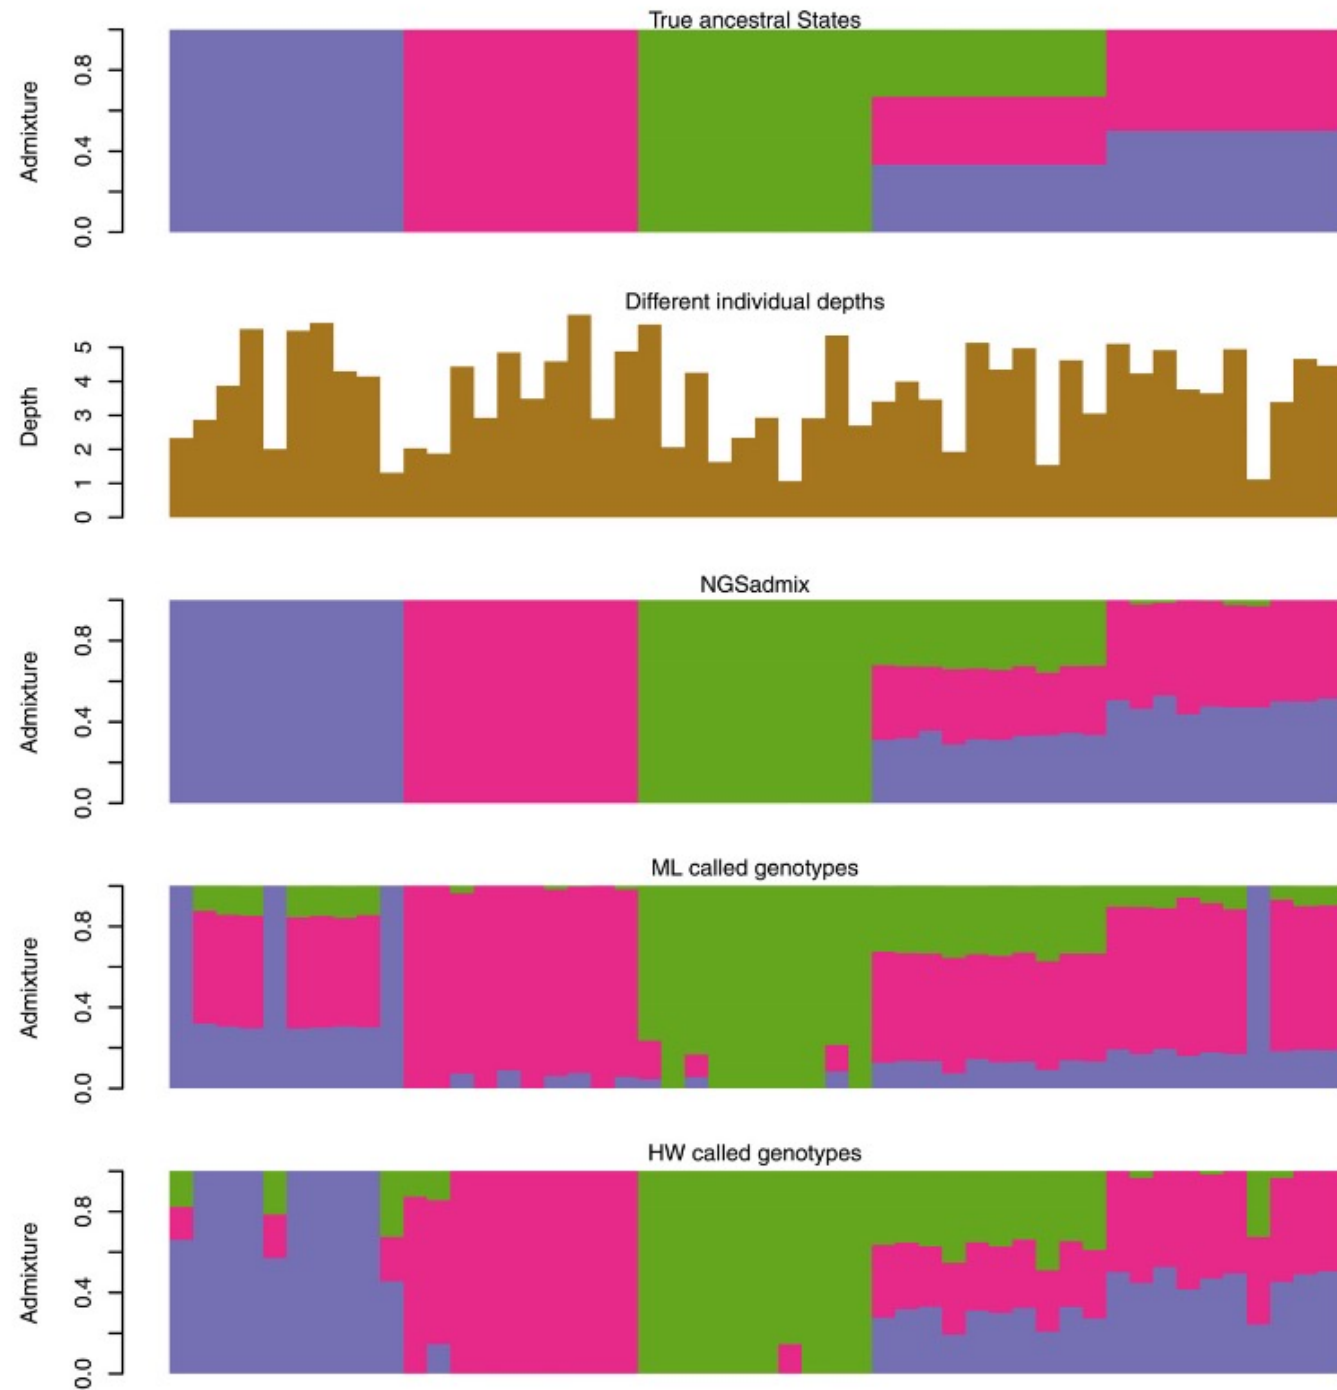 True ancestral States
Admixture
0.0 0.4 0.8
Different individual depths
Depth
0 1 2 3 4 5
NGSadmix
Admixture
0.0 0.4 0.8
ML called genotypes
Admixture
0.0 0.4 0.8
HW called genotypes
Admixture
0.0 0.4 0.8